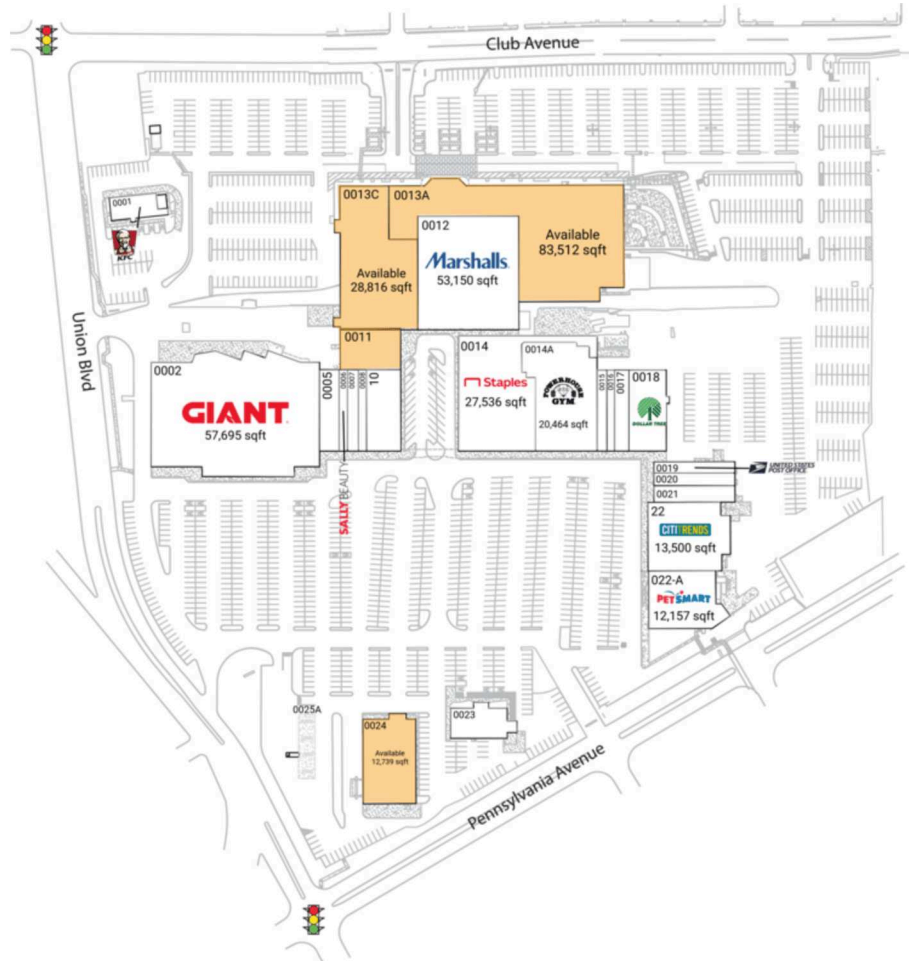 Club Avenue
0001
KFC
0013C
0013A
0012
Available
83,512 sqft
Marshalls
53,150 sqft
Available
28,816 sqft
Union Blvd
0011
0002
GIANT
57,695 sqft
0005
0006
0007
0008
10
SALLY BEAUTY
0014
0014A
Staples
27,536 sqft
POWERHOUSE
GYM
20,464 sqft
0015
0016
0017
0018
DOLLAR TREE
0019
UNITED STATES
POST OFFICE
0020
0021
22
CITI TRENDS
13,500 sqft
022-A
PETSMART
12,157 sqft
0025A
0024
Available
12,739 sqft
0023
Pennsylvania Avenue